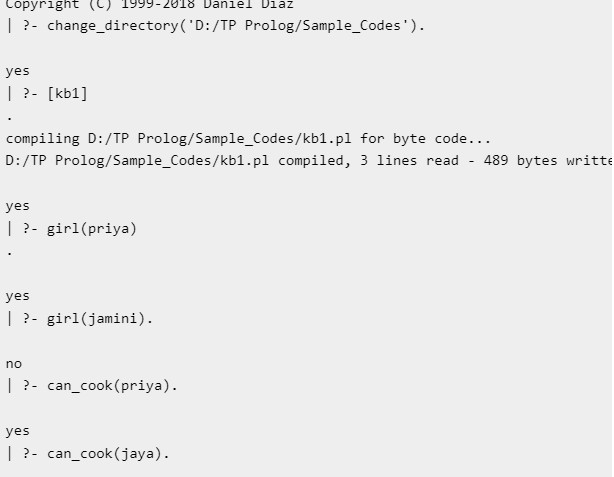 Copyright (C) 1999-2018 Daniel Diaz
| ?- change_directory('D:/TP Prolog/Sample_Codes').
yes
| ?- [kb1]
.
compiling D:/TP Prolog/Sample_Codes/kb1.pl for byte code...
D:/TP Prolog/Sample_Codes/kb1.pl compiled, 3 lines read - 489 bytes writte
yes
| ?- girl(priya)
.
yes
| ?- girl(jamini).
no
| ?- can_cook(priya).
yes
| ?- can_cook(jaya).